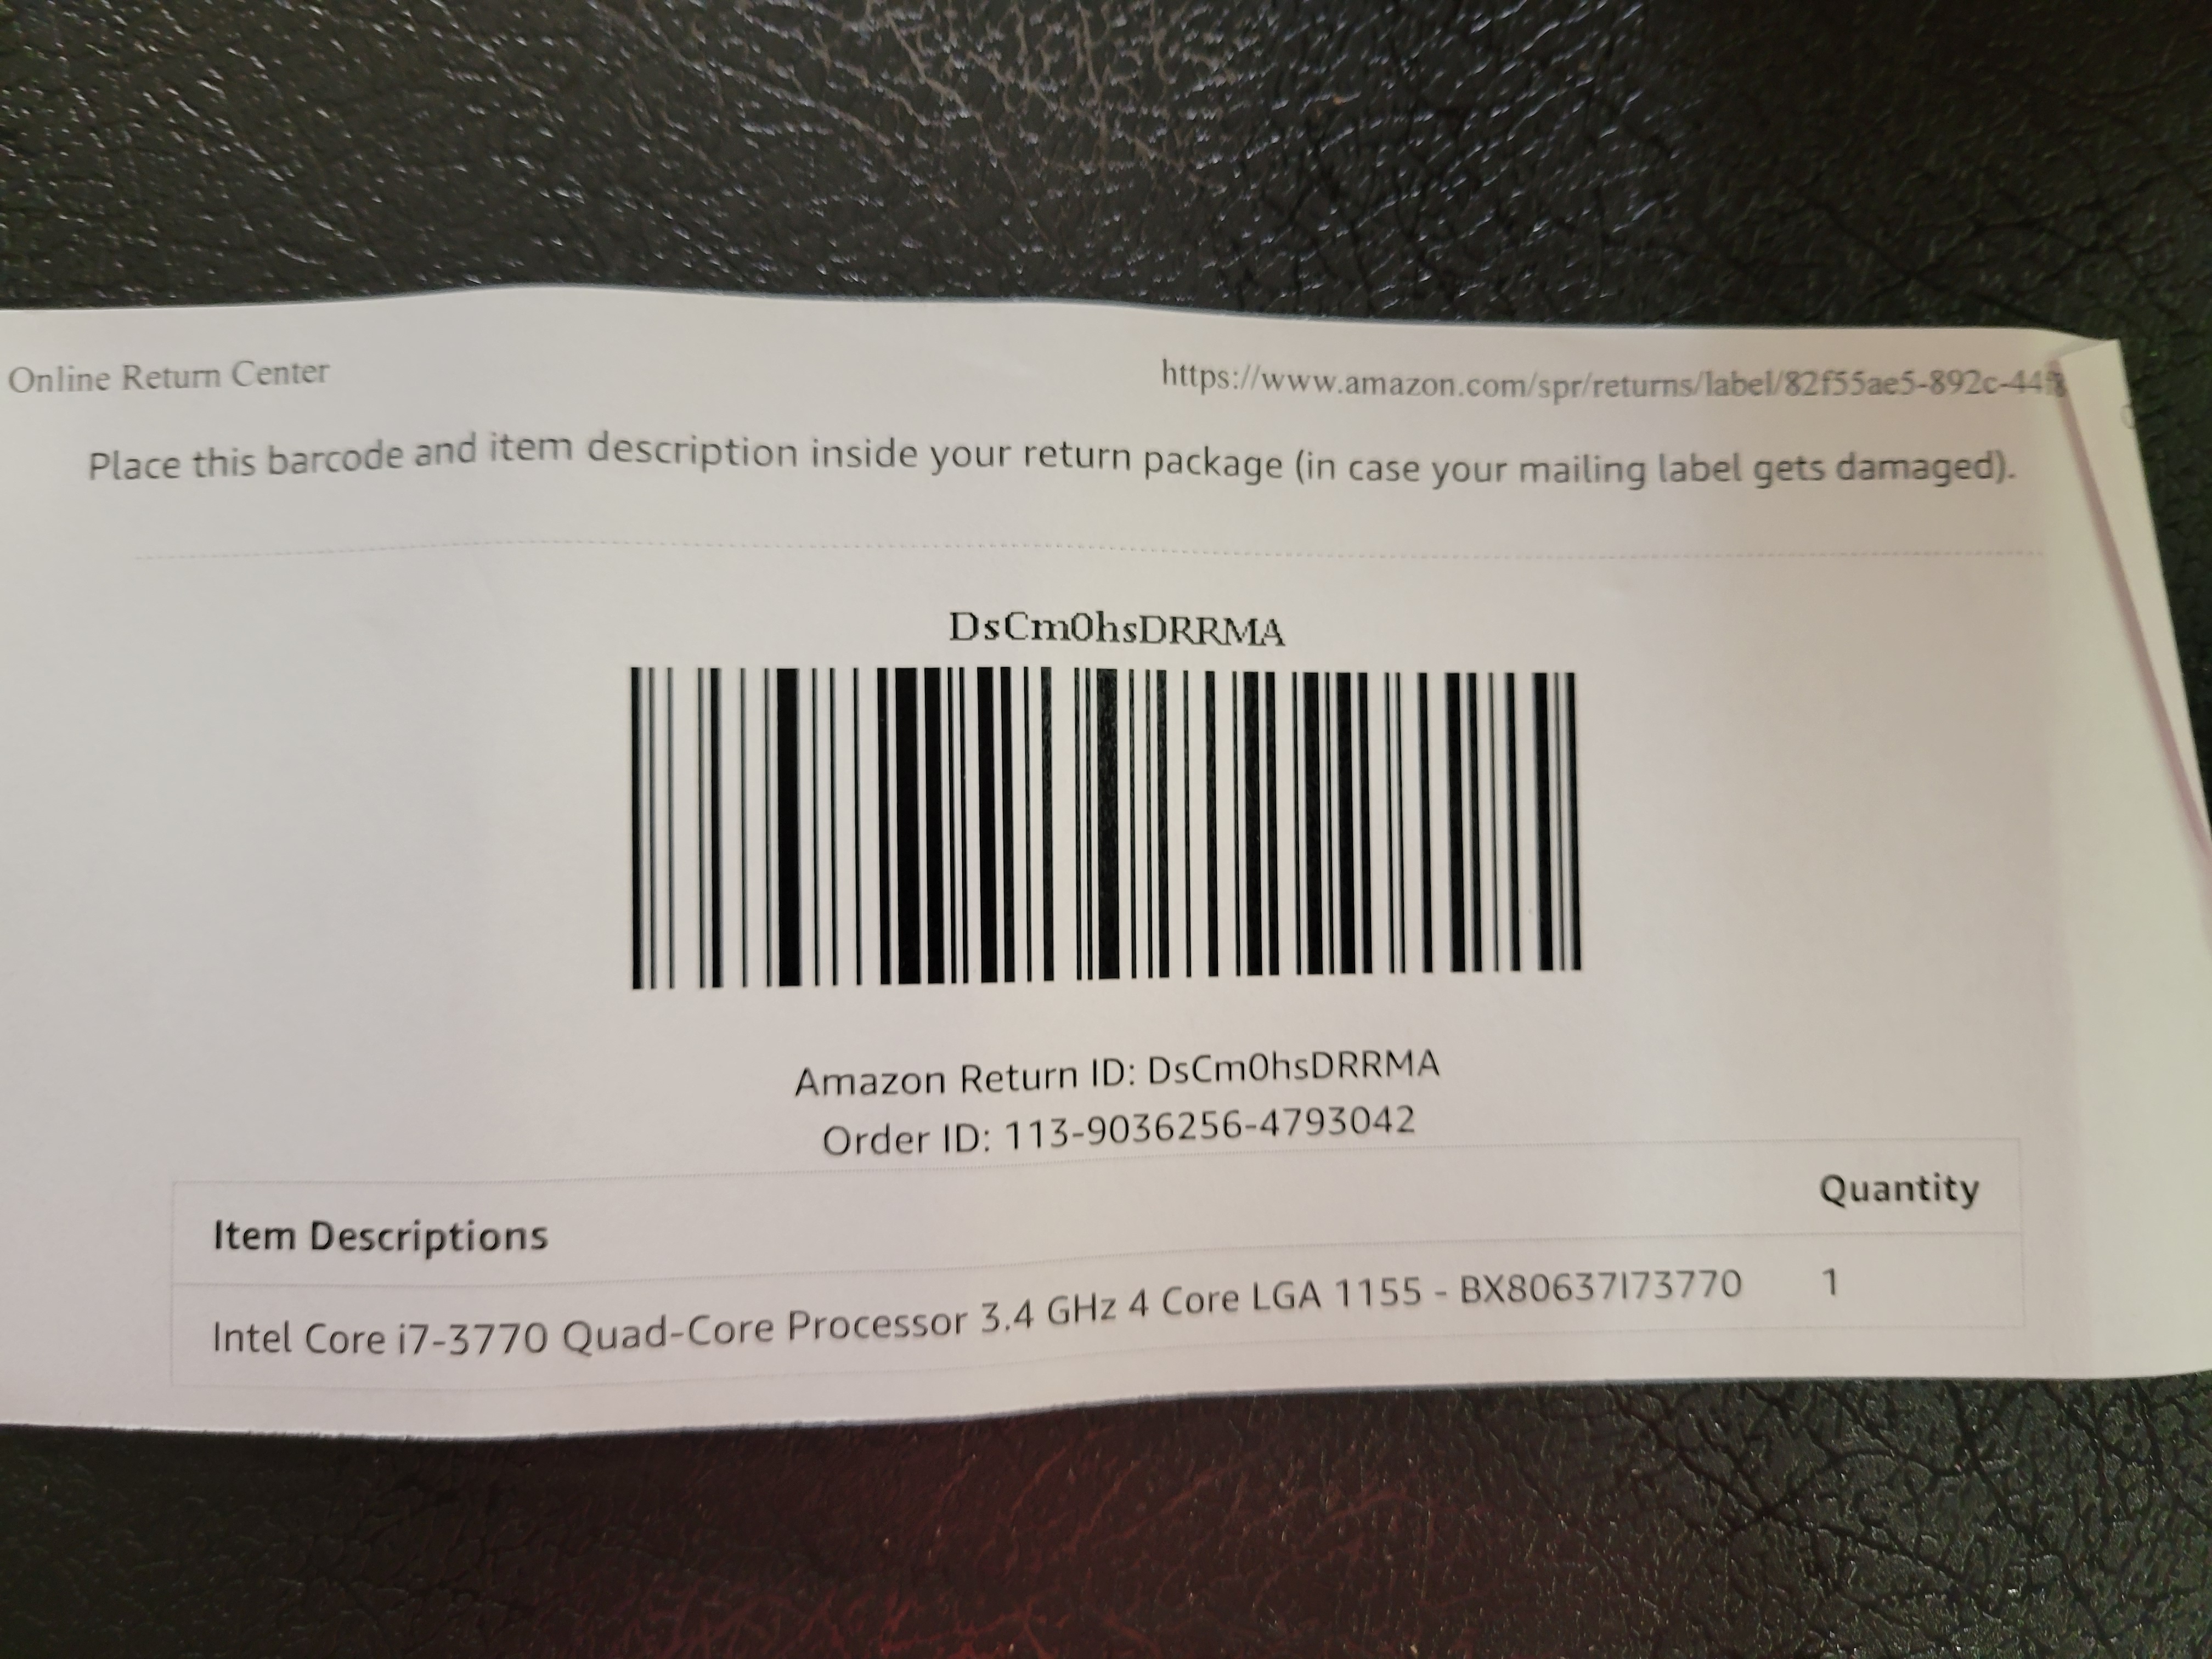 Online Return Center
https://www.amazon.com/spr/returns/label/82f55ae5-892c-44
Place this barcode and item description inside your return package (in case your mailing label gets damaged).
DsCm0hsDRRMA
Amazon Return ID: DsCm0hsDRRMA
Order ID: 113-9036256-4793042
Item Descriptions
Quantity
Intel Core i7-3770 Quad-Core Processor 3.4 GHz 4 Core LGA 1155 - BX80637I73770
1